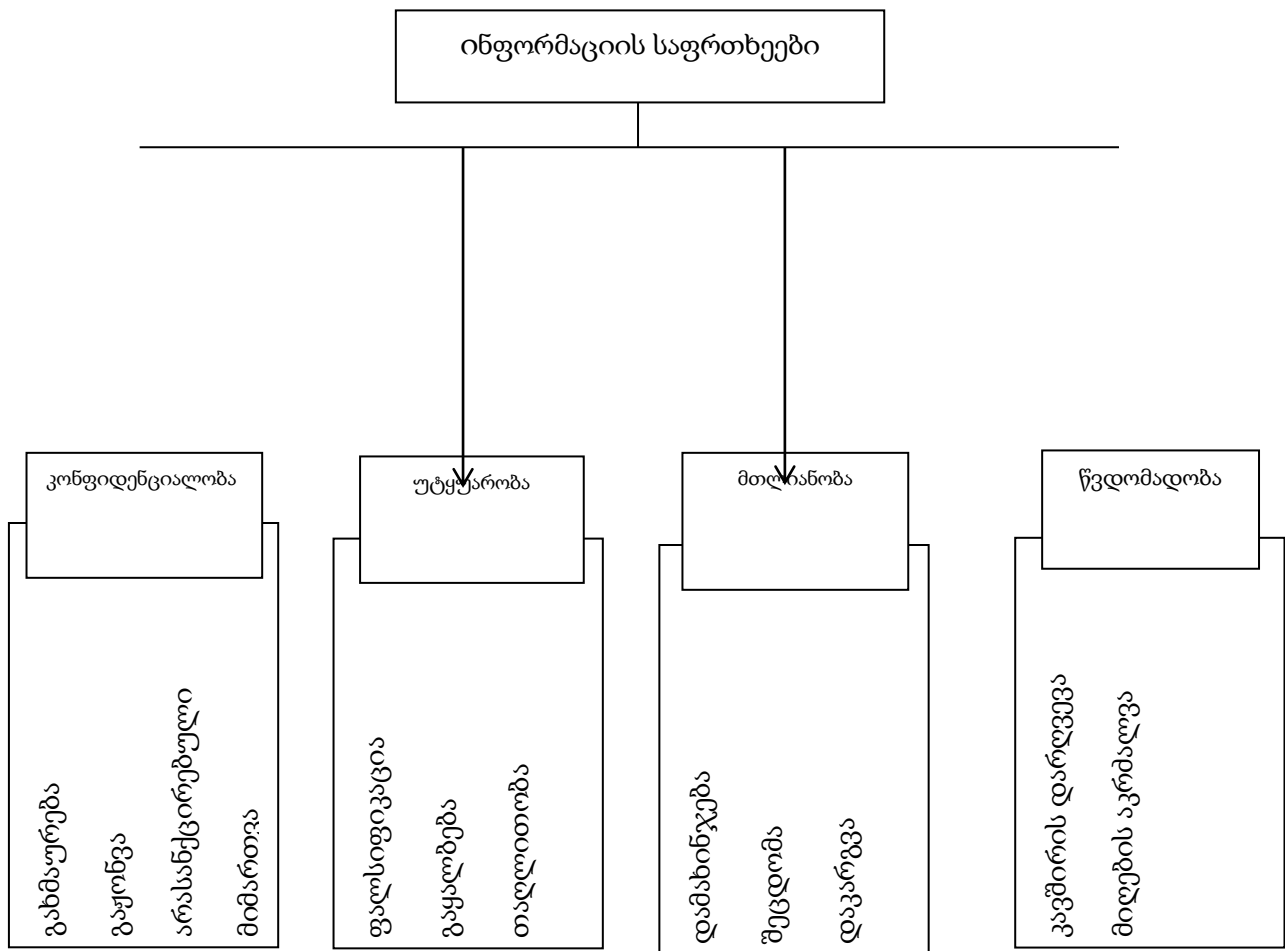 ინფორმაციის საფრთხეები
კონფიდენციალობა
გახმაურება
გაჟონვა
არასანქცირებული
მიმართვა
უტყუარობა
ფალსიფიკაცია
გაყალბება
თაღლითობა
მთლიანობა
დამახინჯება
შეცდომა
დაკარგვა
წვდომადობა
კავშირის დარღვევა
მიღების აკრძალვა